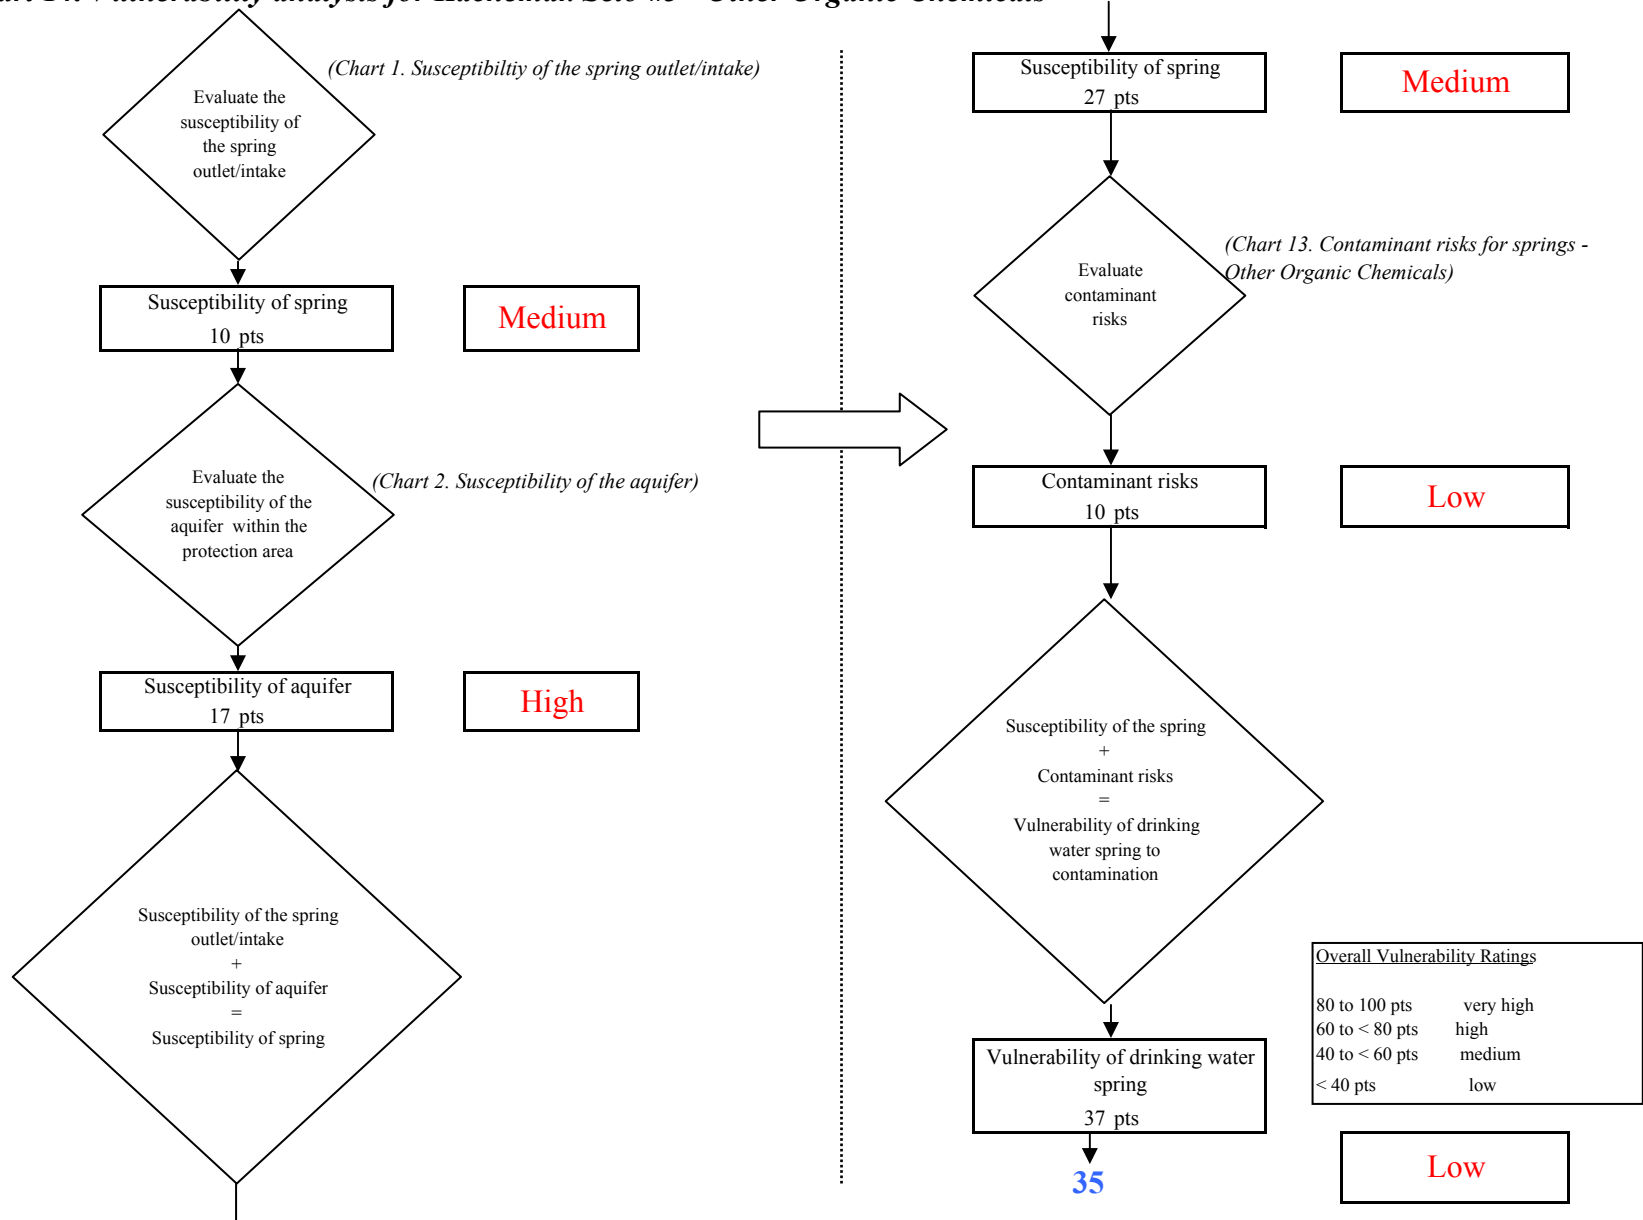 (Chart 1. Susceptibiltiy of the spring outlet/intake)
Evaluate the
susceptibility of
the spring
outlet/intake
Susceptibility of spring
10 pts
Medium
Evaluate the
susceptibility of the
aquifer within the
protection area
(Chart 2. Susceptibility of the aquifer)
Susceptibility of aquifer
17 pts
High
Susceptibility of the spring
outlet/intake
+
Susceptibility of aquifer
=
Susceptibility of spring
Susceptibility of spring
27 pts
Medium
Evaluate
contaminant
risks
(Chart 13. Contaminant risks for springs -
Other Organic Chemicals)
Contaminant risks
10 pts
Low
Susceptibility of the spring
+
Contaminant risks
=
Vulnerability of drinking
water spring to
contamination
Vulnerability of drinking water
spring
37 pts
35
Overall Vulnerability Ratings
80 to 100 pts very high
60 to < 80 pts high
40 to < 60 pts medium
< 40 pts low
Low